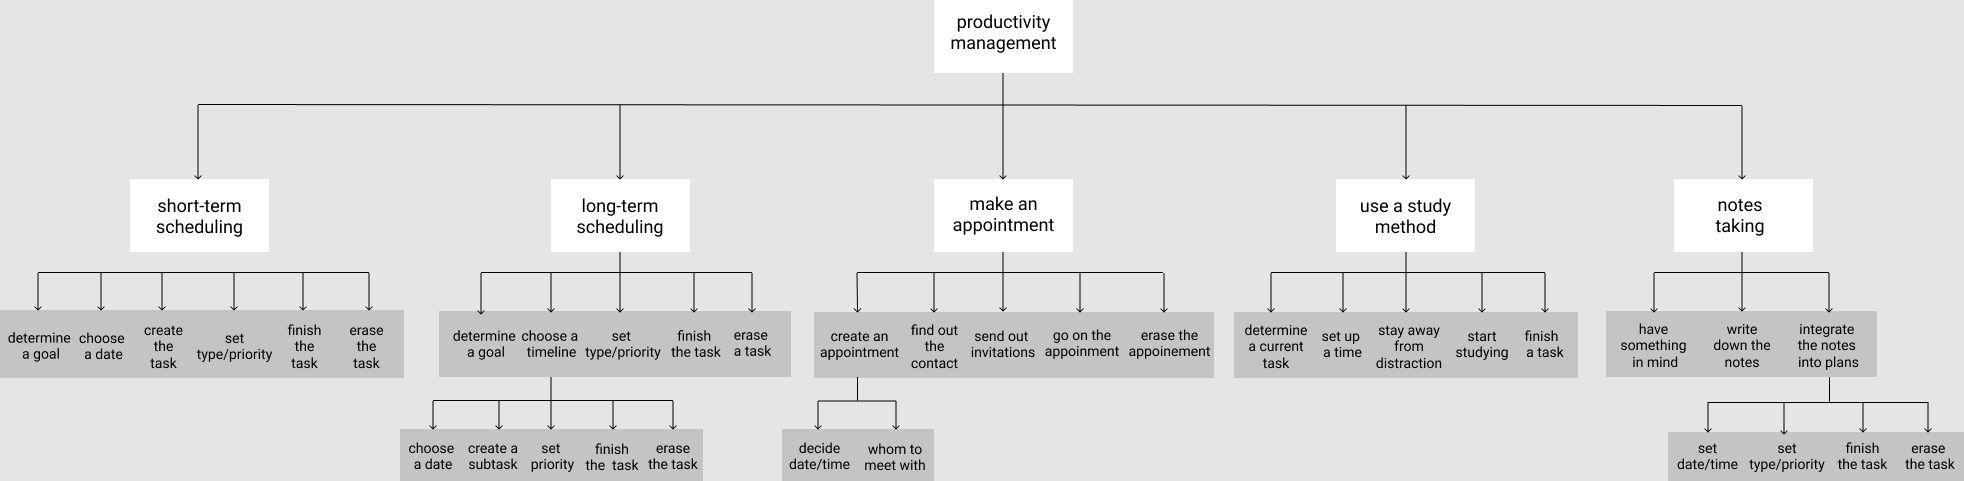 productivity
management
short-term
scheduling
long-term
scheduling
make an
appointment
use a study
method
notes
taking
determine
a goal
choose
a date
create
the
task
set
type/priority
finish
the
task
erase
the
task
determine
a goal
choose a
timeline
set
type/priority
finish
the task
erase
a task
create an
appointment
find out
the
contact
send out
invitations
go on the
appoinment
erase the
appoinement
determine
a current
task
set up
a time
stay away
from
distraction
start
studying
finish
a task
have
something
in mind
write
down the
notes
integrate
the notes
into plans
choose
a date
create a
subtask
set
priority
finish
the task
erase
the task
decide
date/time
whom to
meet with
set
date/time
set
type/priority
finish
the task
erase
the task